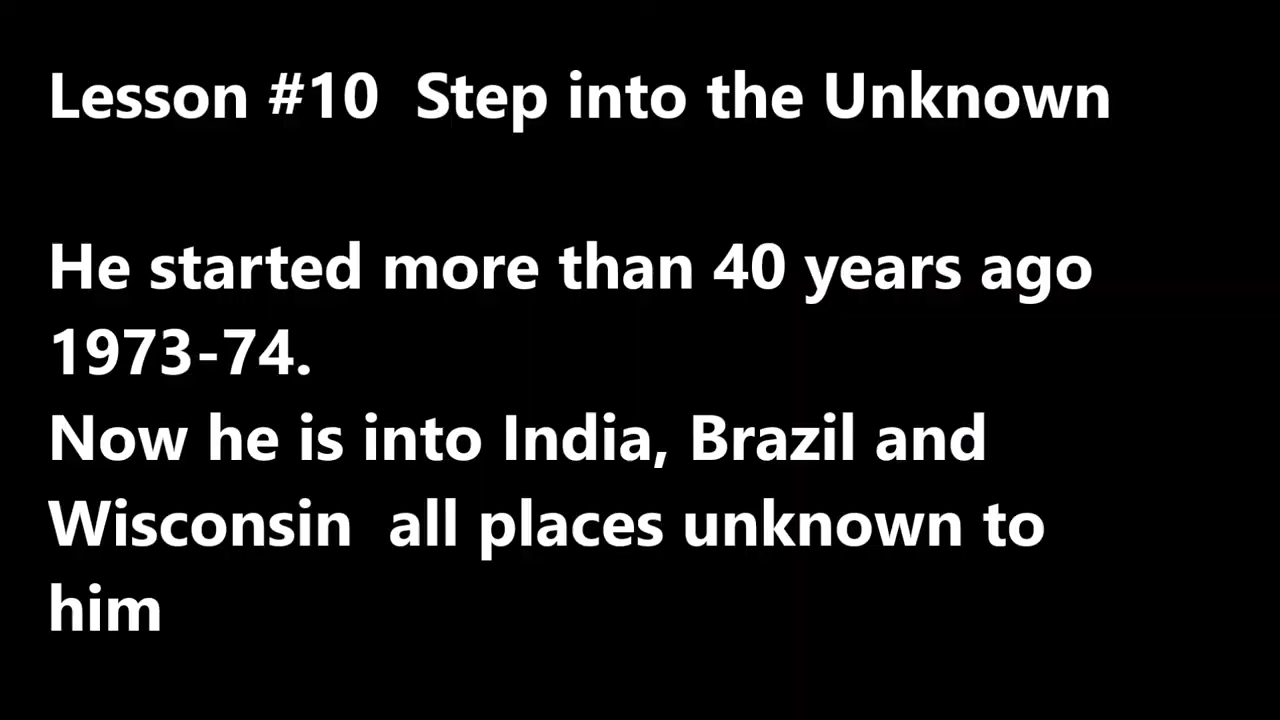 Lesson #10  Step into the Unknown
He started more than 40 years ago
1973-74.
Now he is into India, Brazil and
Wisconsin  all places unknown to
him